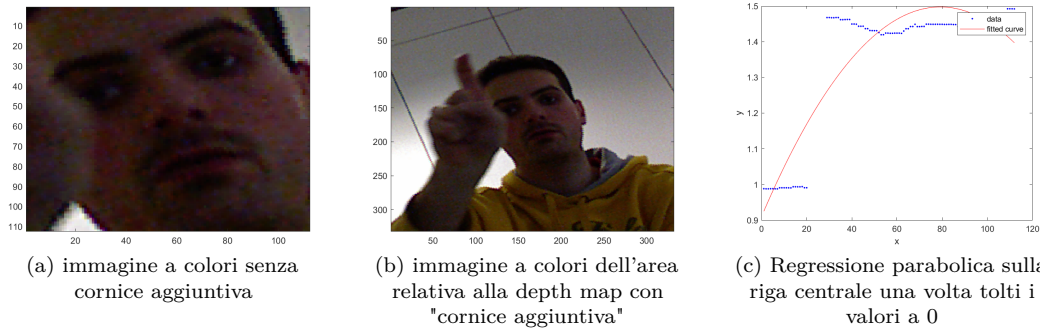 10
20
30
40
50
60
70
80
90
100
110
20 40 60 80 100
50
100
150
200
250
300
50 100 150 200 250 300
1.5
1.4
1.3
1.2
1.1
1
0.9
y
data
fitted curve
0 20 40 60 80 100 120
x
(a) immagine a colori senza
cornice aggiuntiva
(b) immagine a colori dell'area
relativa alla depth map con
"cornice aggiuntiva"
(c) Regressione parabolica sulla
riga centrale una volta tolti i
valori a 0